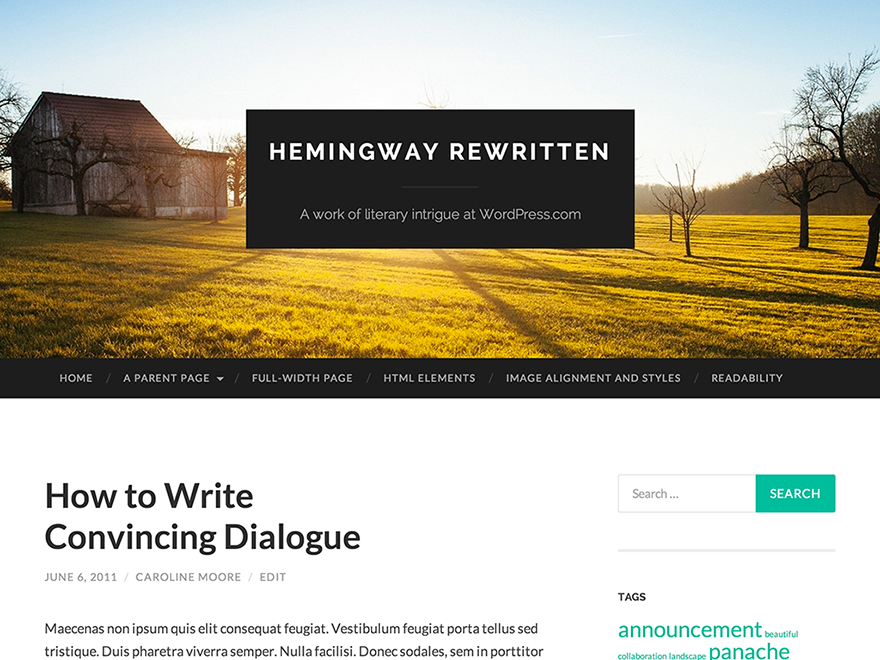 HEMINGWAY REWRITTEN
A work of literary intrigue at WordPress.com
HOME / A PARENT PAGE / FULL-WIDTH PAGE / HTML ELEMENTS / IMAGE ALIGNMENT AND STYLES / READABILITY
How to Write
Convincing Dialogue
JUNE 6, 2011 / CAROLINE MOORE / EDIT
Maecenas non ipsum quis elit consequat feugiat. Vestibulum feugiat porta tellus sed
tristique. Duis pharetra viverra semper. Nulla facilisi. Donec sodales, sem in porttitor
Search ... SEARCH
TAGS
announcement beautiful
collaboration landscape panache